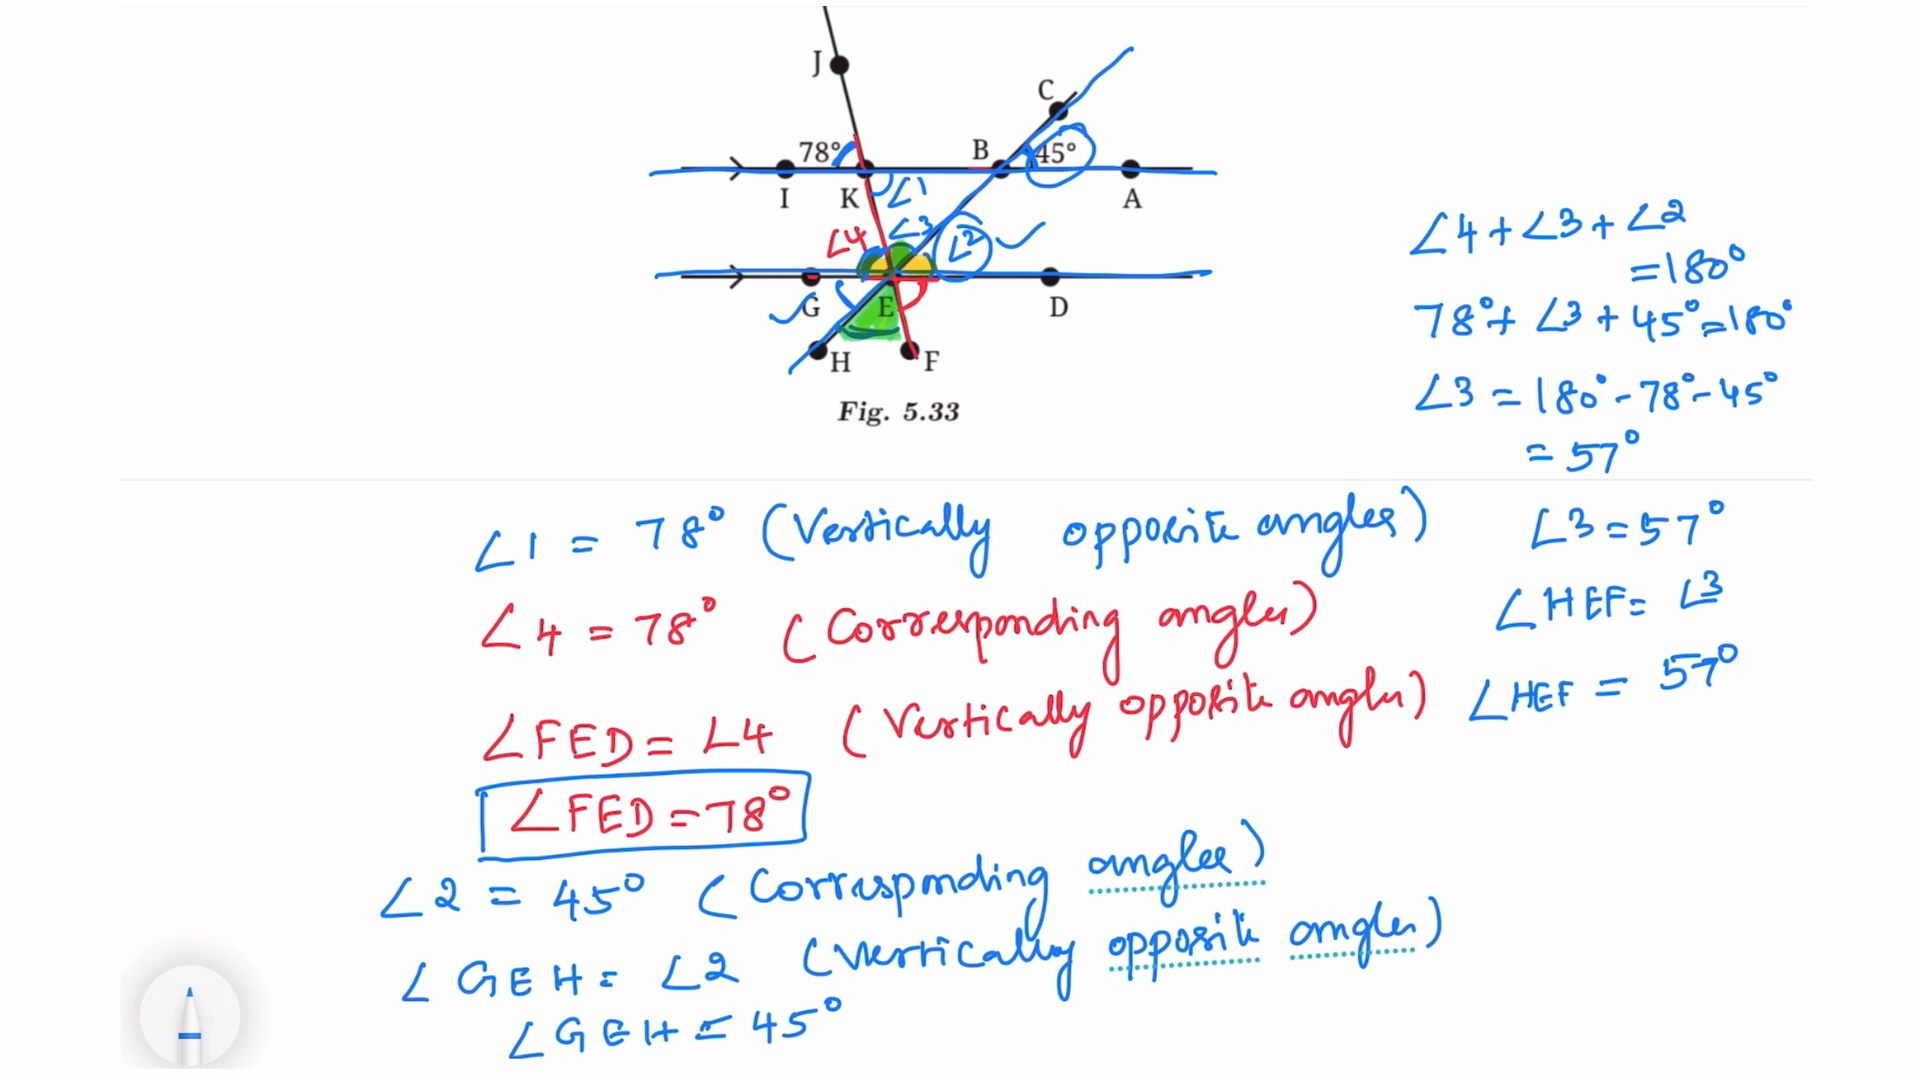 J
C
78°
B
45°
I
K
∠1
A
∠4
∠3
∠2
G
E
D
H
F
Fig. 5.33
∠4 + ∠3 + ∠2
= 180°
78° + ∠3 + 45° = 180°
∠3 = 180° - 78° - 45°
= 57°
∠1 = 78° (Vertically opposite angles)
∠4 = 78° (Corresponding angles)
∠FED = ∠4 (Vertically opposite angles)
∠FED = 78°
∠2 = 45° (Corresponding angles)
∠GEH = ∠2 (Vertically opposite angles)
∠GEH = 45°
∠3 = 57°
∠HEF = ∠3
∠HEF = 57°